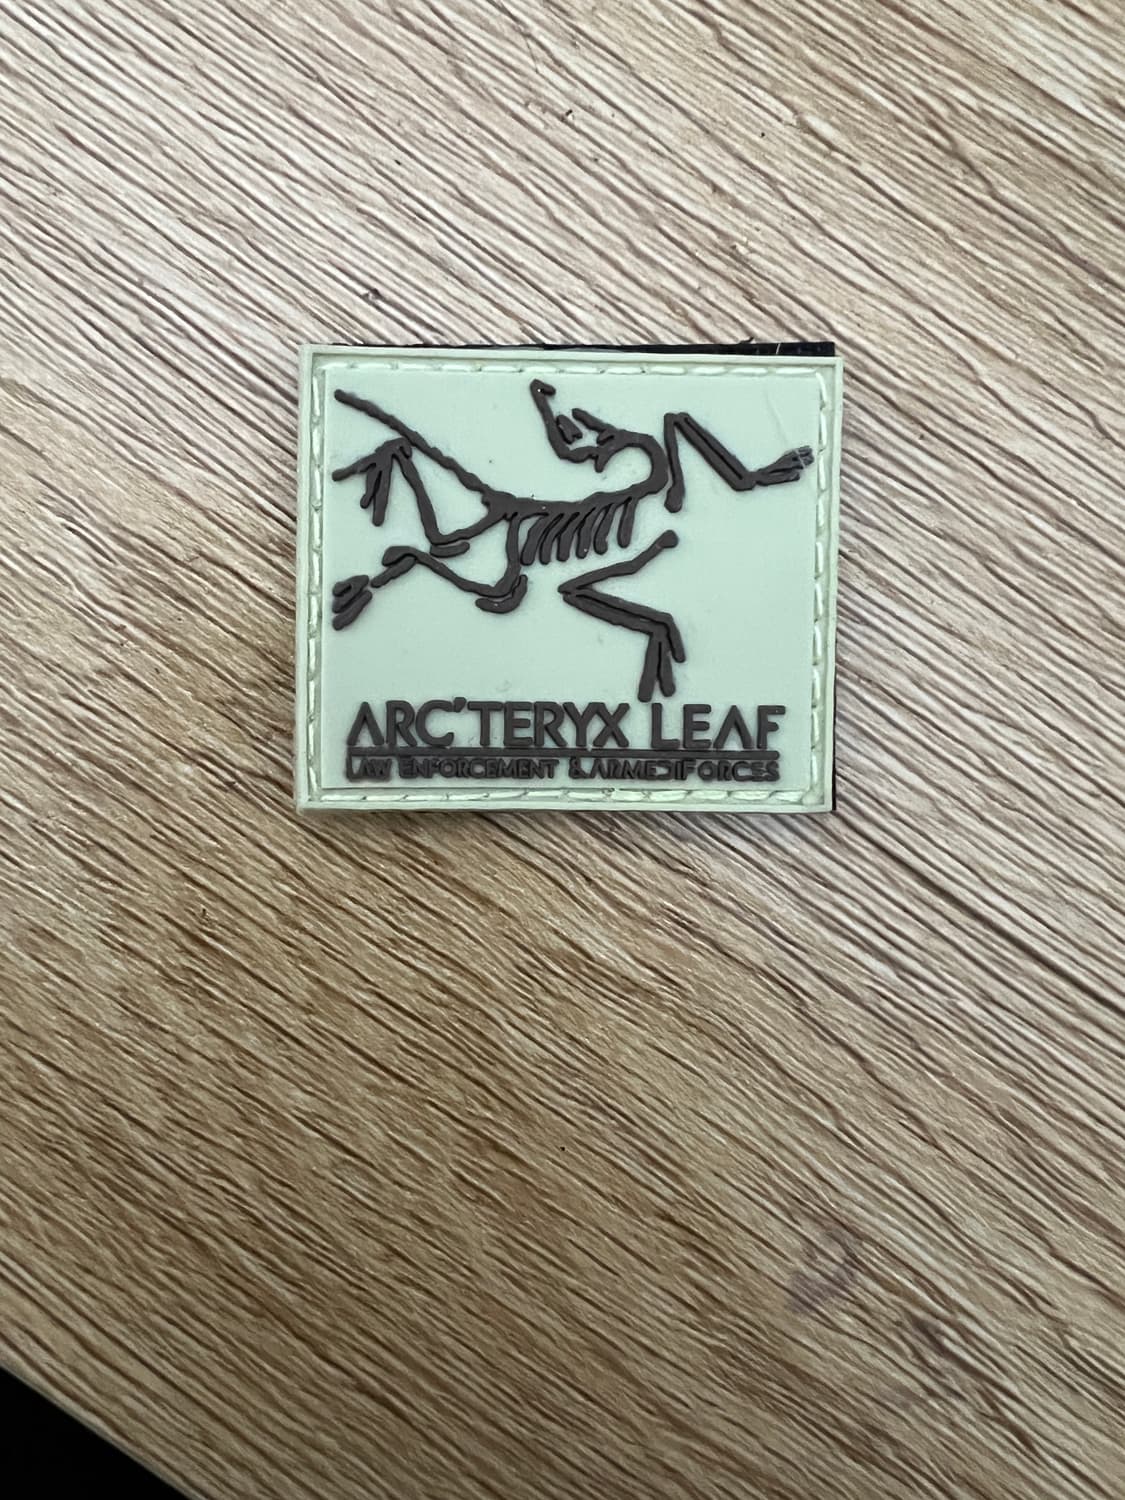 ARC'TERYX LEAF
LAW ENFORCEMENT & ARMED FORCES